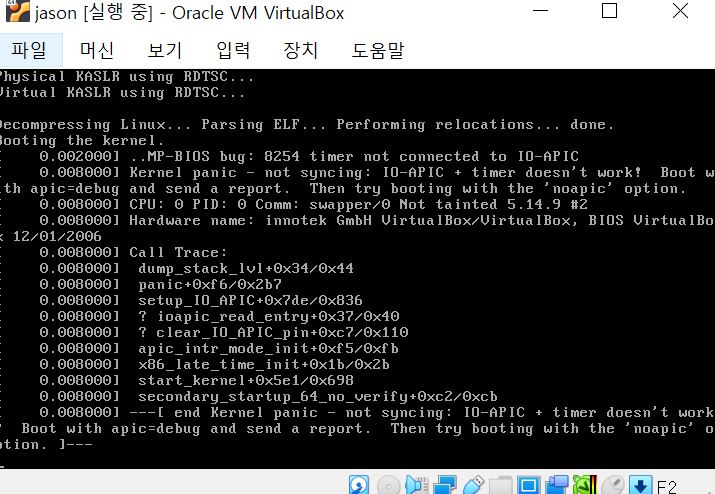 jason [실행 중] - Oracle VM VirtualBox
파일 머신 보기 입력 장치 도움말
Physical KASLR using RDTSC...
Virtual KASLR using RDTSC...
Decompressing Linux... Parsing ELF... Performing relocations... done.
Booting the kernel.
[    0.002000] ..MP-BIOS bug: 8254 timer not connected to IO-APIC
[    0.008000] Kernel panic - not syncing: IO-APIC + timer doesn't work!  Boot wi
th apic=debug and send a report.  Then try booting with the 'noapic' option.
[    0.008000] CPU: 0 PID: 0 Comm: swapper/0 Not tainted 5.14.9 #2
[    0.008000] Hardware name: innotek GmbH VirtualBox/VirtualBox, BIOS VirtualBo
x 12/01/2006
[    0.008000] Call Trace:
[    0.008000]  dump_stack_lvl+0x34/0x44
[    0.008000]  panic+0xf6/0x2b7
[    0.008000]  setup_IO_APIC+0x7de/0x836
[    0.008000]  ? ioapic_read_entry+0x37/0x40
[    0.008000]  ? clear_IO_APIC_pin+0xc7/0x110
[    0.008000]  apic_intr_mode_init+0xf5/0xfb
[    0.008000]  x86_late_time_init+0x1b/0x2b
[    0.008000]  start_kernel+0x5e1/0x698
[    0.008000]  secondary_startup_64_no_verify+0xc2/0xcb
[    0.008000] ---[ end Kernel panic - not syncing: IO-APIC + timer doesn't work
!  Boot with apic=debug and send a report.  Then try booting with the 'noapic' o
ption. ]---
F2